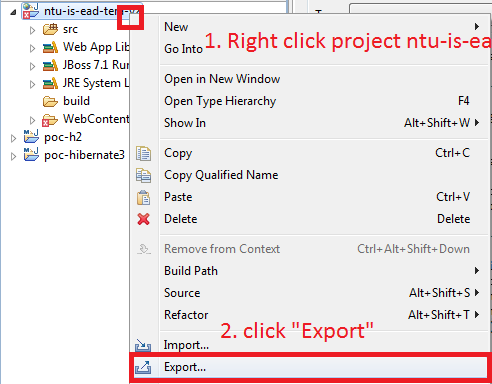 ntu-is-ead-ter
src
Web App Lib
JBoss 7.1 Run
JRE System L
build
WebContent
poc-h2
poc-hibernate3
New
1. Right click project ntu-is-ea
Go Into
Open in New Window
Open Type Hierarchy F4
Show In Alt+Shift+W
Copy Ctrl+C
Copy Qualified Name
Paste Ctrl+V
Delete Delete
Remove from Context Ctrl+Alt+Shift+Down
Build Path
Source Alt+Shift+S
Refactor Alt+Shift+T
2. click "Export"
Import...
Export...